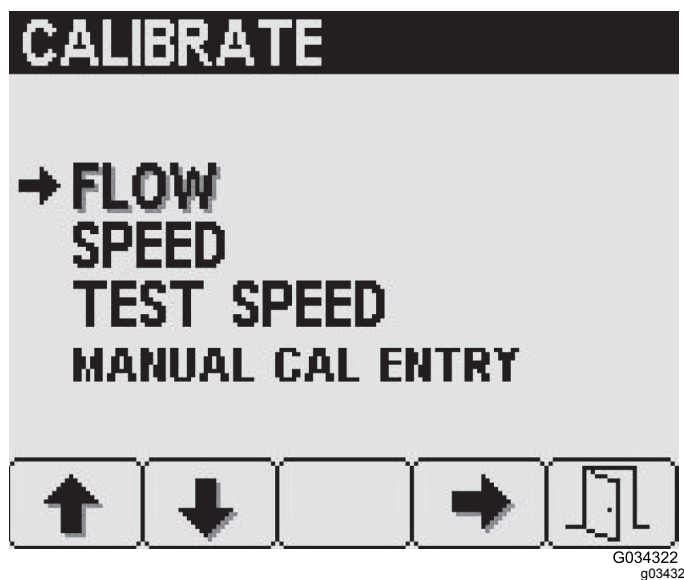 CALIBRATE
FLOW
SPEED
TEST SPEED
MANUAL CAL ENTRY
G034322
g03432